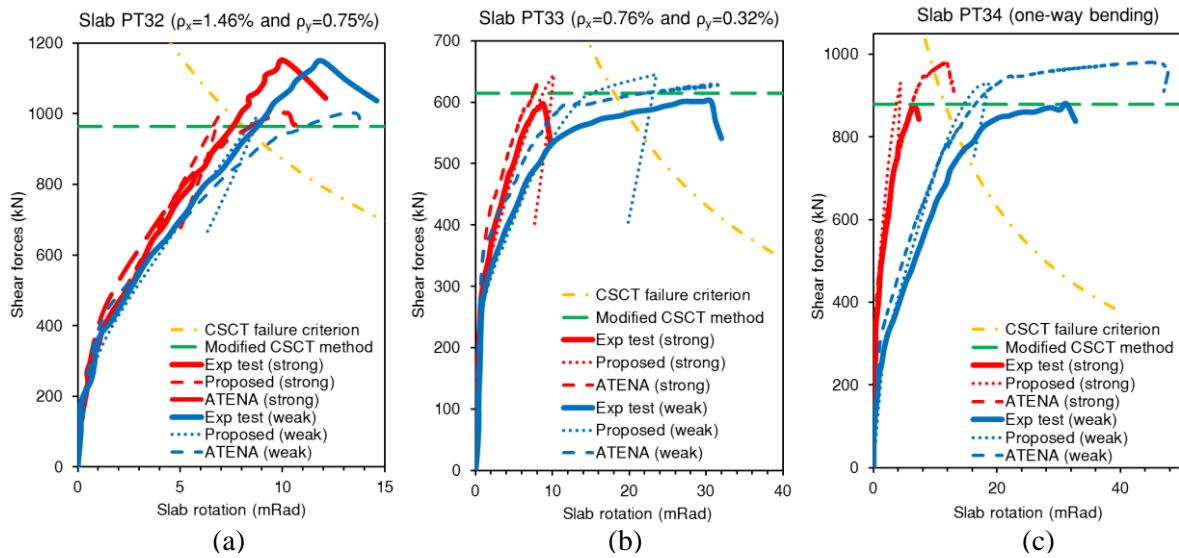 Slab PT32 (ρx=1.46% and ρy=0.75%)
1200
1000
800
600
400
200
0
Shear forces (kN)
CSCT failure criterion
Modified CSCT method
Exp test (strong)
Proposed (strong)
ATENA (strong)
Exp test (weak)
Proposed (weak)
ATENA (weak)
0 5 10 15
Slab rotation (mRad)
(a)
Slab PT33 (ρx=0.76% and ρy=0.32%)
700
600
500
400
300
200
100
0
Shear forces (kN)
CSCT failure criterion
Modified CSCT method
Exp test (strong)
Proposed (strong)
ATENA (strong)
Exp test (weak)
Proposed (weak)
ATENA (weak)
0 10 20 30 40
Slab rotation (mRad)
(b)
Slab PT34 (one-way bending)
1000
800
600
400
200
0
Shear forces (kN)
CSCT failure criterion
Modified CSCT method
Exp test (strong)
Proposed (strong)
ATENA (strong)
Exp test (weak)
Proposed (weak)
ATENA (weak)
0 20 40
Slab rotation (mRad)
(c)